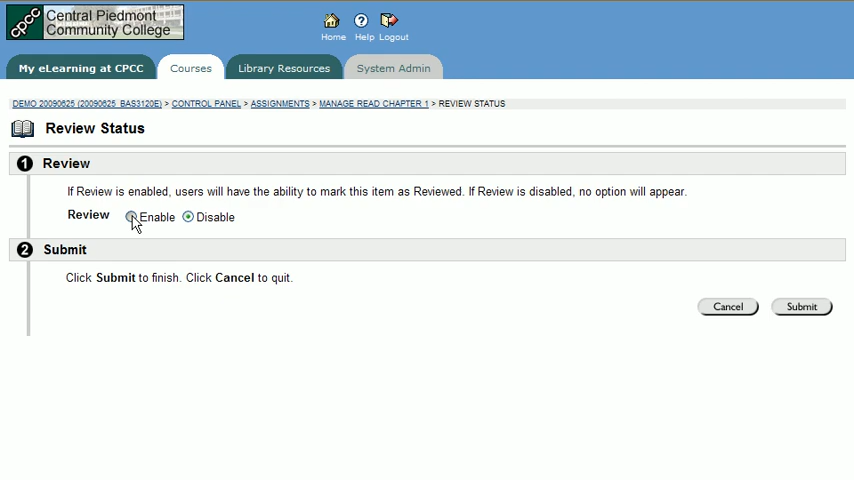 cpcc Central Piedmont
Community College
Home Help Logout
My eLearning at CPCC Courses Library Resources System Admin
DEMO 20090625 (20090625_BAS3120E) > CONTROL PANEL > ASSIGNMENTS > MANAGE READ CHAPTER 1 > REVIEW STATUS
Review Status
1 Review
If Review is enabled, users will have the ability to mark this item as Reviewed. If Review is disabled, no option will appear.
Review Enable Disable
2 Submit
Click Submit to finish. Click Cancel to quit.
Cancel Submit